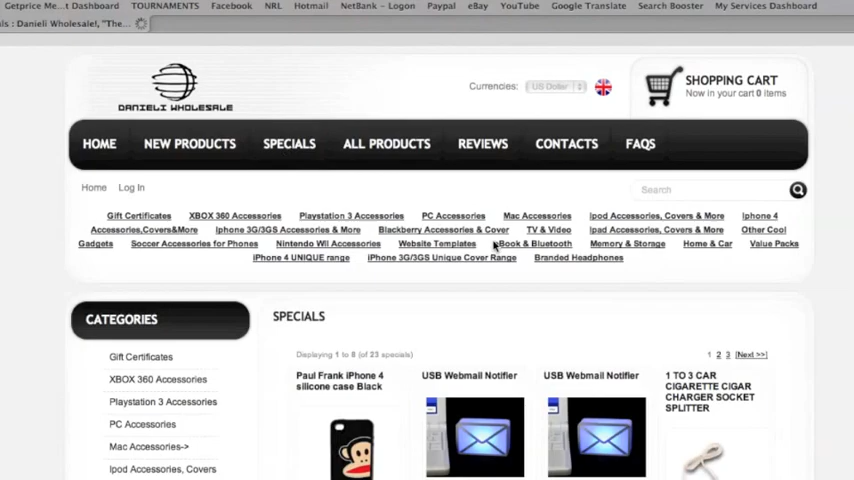 Getprice Me...t Dashboard TOURNAMENTS Facebook NRL Hotmail NetBank - Logon Paypal eBay YouTube Google Translate Search Booster My Services Dashboard
als : Danieli Wholesale!, "The...
DANIELI WHOLESALE
Currencies: US Dollar
SHOPPING CART
Now in your cart 0 items
HOME NEW PRODUCTS SPECIALS ALL PRODUCTS REVIEWS CONTACTS FAQS
Home Log In
Search
Gift Certificates XBOX 360 Accessories Playstation 3 Accessories PC Accessories Mac Accessories Ipod Accessories, Covers & More Iphone 4
Accessories,Covers&More Iphone 3G/3GS Accessories & More Blackberry Accessories & Cover TV & Video Ipad Accessories, Covers & More Other Cool
Gadgets Soccer Accessories for Phones Nintendo Wii Accessories Website Templates eBook & Bluetooth Memory & Storage Home & Car Value Packs
iPhone 4 UNIQUE range iPhone 3G/3GS Unique Cover Range Branded Headphones
CATEGORIES
Gift Certificates
XBOX 360 Accessories
Playstation 3 Accessories
PC Accessories
Mac Accessories->
Ipod Accessories, Covers
SPECIALS
Displaying 1 to 8 (of 23 specials)
1 2 3 [Next >>]
Paul Frank iPhone 4
silicone case Black
USB Webmail Notifier
USB Webmail Notifier
1 TO 3 CAR
CIGARETTE CIGAR
CHARGER SOCKET
SPLITTER